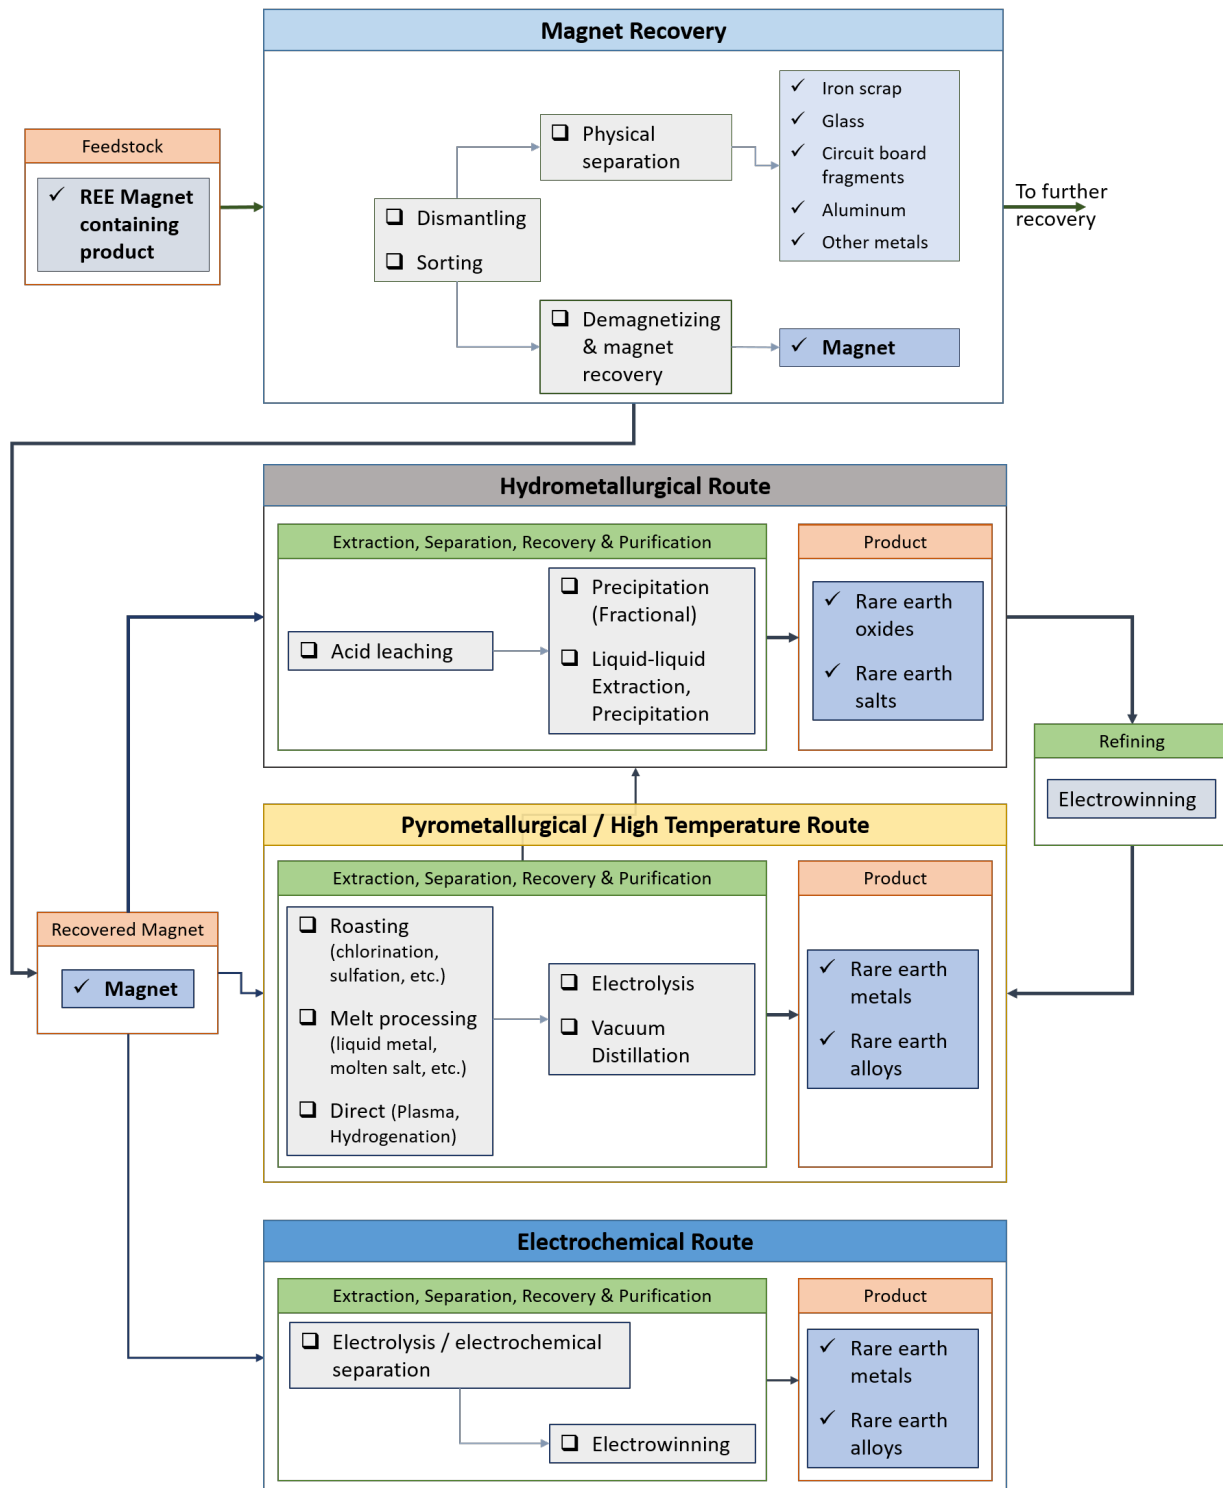 Magnet Recovery
Feedstock
✓ REE Magnet
containing
product
❑ Dismantling
❑ Sorting
❑ Physical
separation
✓ Iron scrap
✓ Glass
✓ Circuit board
fragments
✓ Aluminum
✓ Other metals
To further
recovery
❑ Demagnetizing
& magnet
recovery
✓ Magnet
Hydrometallurgical Route
Extraction, Separation, Recovery & Purification
❑ Acid leaching
❑ Precipitation
(Fractional)
❑ Liquid-liquid
Extraction,
Precipitation
Product
✓ Rare earth
oxides
✓ Rare earth
salts
Refining
Electrowinning
Pyrometallurgical / High Temperature Route
Recovered Magnet
✓ Magnet
Extraction, Separation, Recovery & Purification
❑ Roasting
(chlorination,
sulfation, etc.)
❑ Melt processing
(liquid metal,
molten salt, etc.)
❑ Direct (Plasma,
Hydrogenation)
❑ Electrolysis
❑ Vacuum
Distillation
Product
✓ Rare earth
metals
✓ Rare earth
alloys
Electrochemical Route
Extraction, Separation, Recovery & Purification
❑ Electrolysis / electrochemical
separation
❑ Electrowinning
Product
✓ Rare earth
metals
✓ Rare earth
alloys